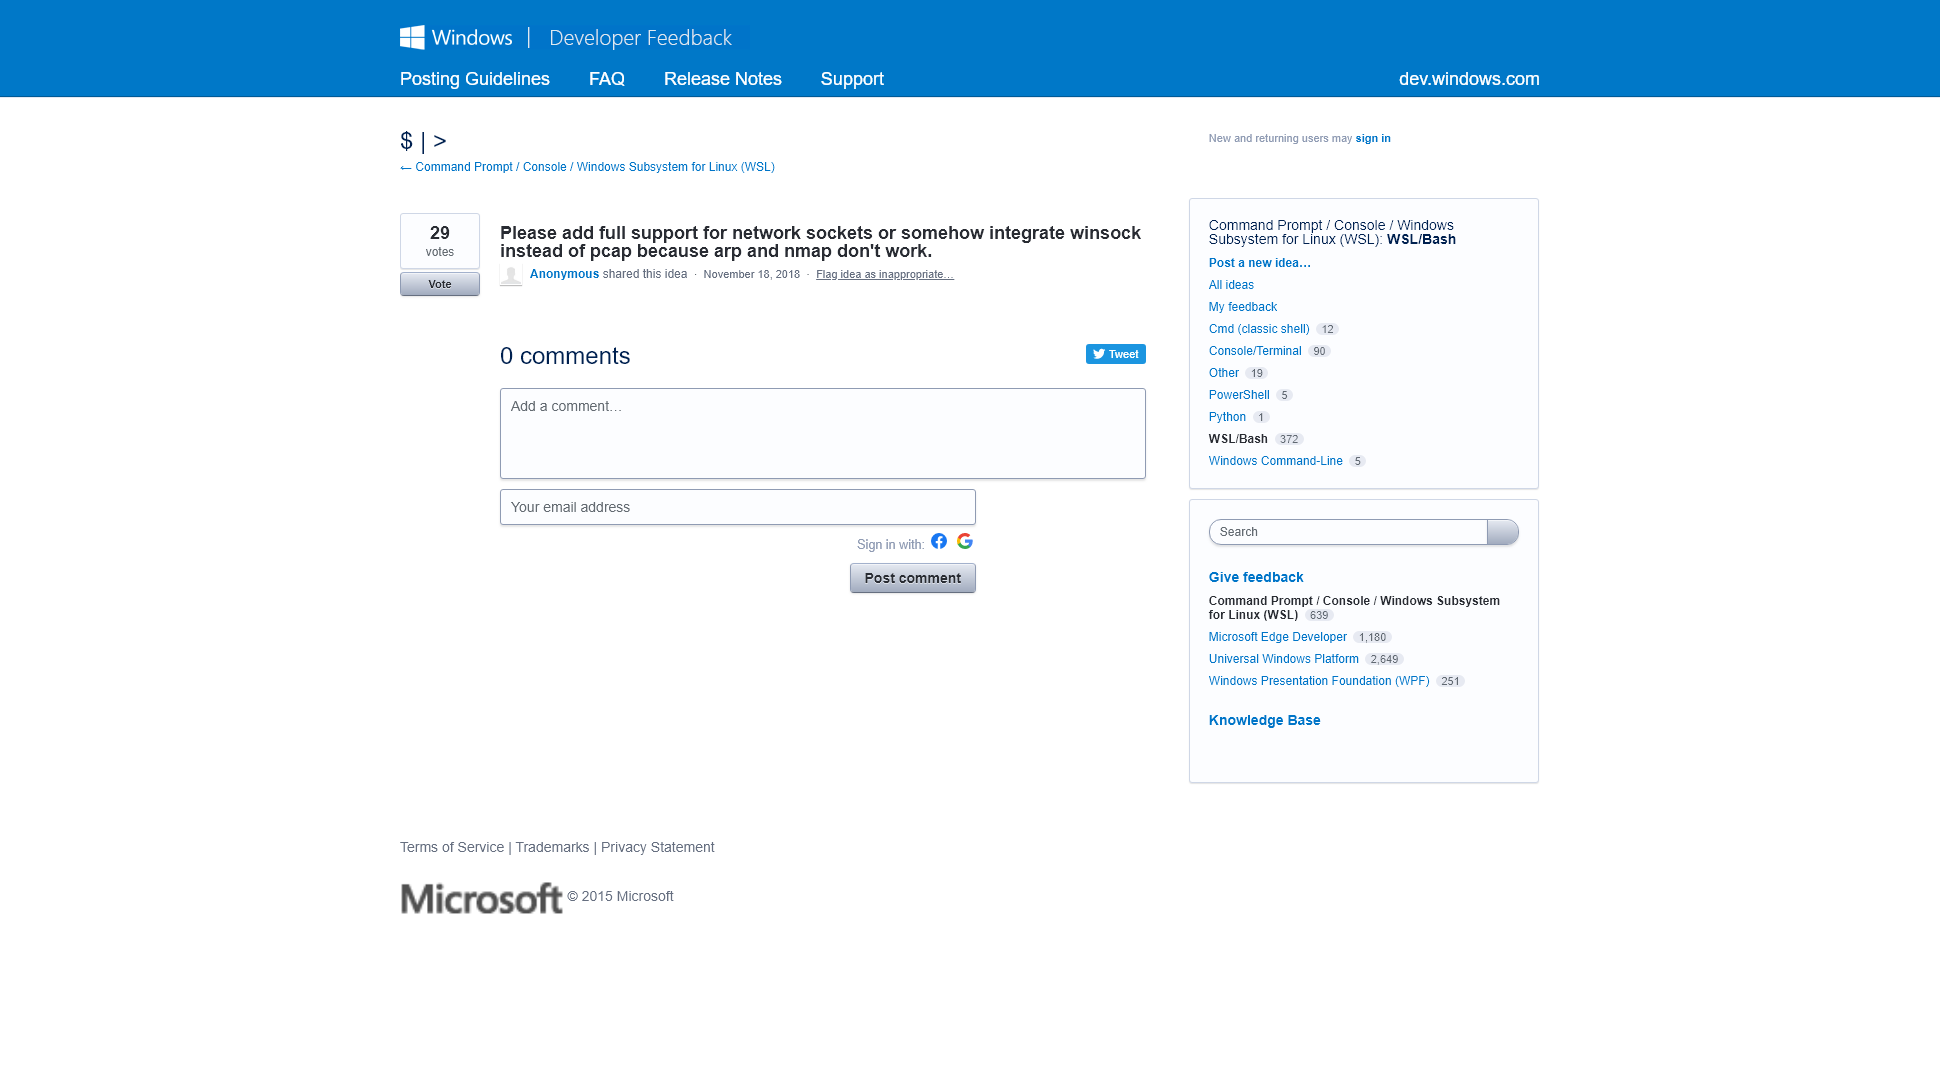 Windows | Developer Feedback
Posting Guidelines FAQ Release Notes Support dev.windows.com
$ | >
← Command Prompt / Console / Windows Subsystem for Linux (WSL)
New and returning users may sign in
29
votes
Vote
Please add full support for network sockets or somehow integrate winsock
instead of pcap because arp and nmap don't work.
Anonymous shared this idea · November 18, 2018 · Flag idea as inappropriate…
0 comments
Tweet
Add a comment…
Your email address
Sign in with:
Post comment
Command Prompt / Console / Windows
Subsystem for Linux (WSL): WSL/Bash
Post a new idea…
All ideas
My feedback
Cmd (classic shell) 12
Console/Terminal 90
Other 19
PowerShell 5
Python 1
WSL/Bash 372
Windows Command-Line 5
Search
Give feedback
Command Prompt / Console / Windows Subsystem
for Linux (WSL) 639
Microsoft Edge Developer 1,180
Universal Windows Platform 2,649
Windows Presentation Foundation (WPF) 251
Knowledge Base
Terms of Service | Trademarks | Privacy Statement
Microsoft © 2015 Microsoft